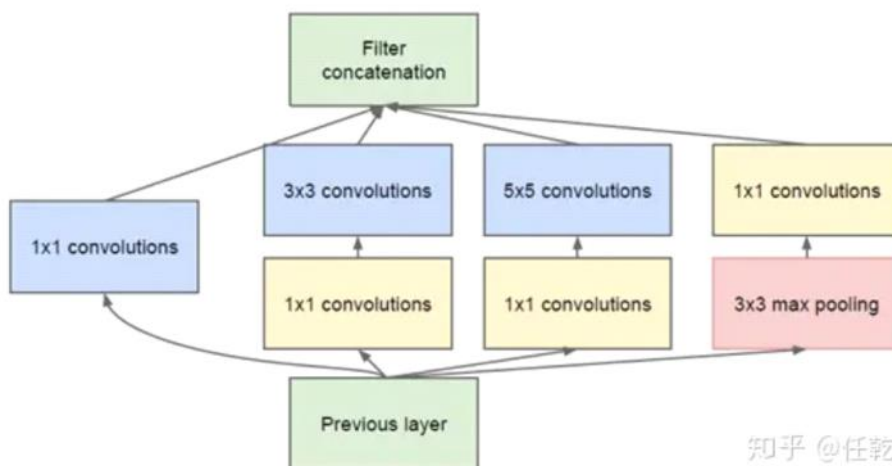 Filter
concatenation
3x3 convolutions
5x5 convolutions
1x1 convolutions
1x1 convolutions
1x1 convolutions
1x1 convolutions
3x3 max pooling
Previous layer
知乎 @任乾